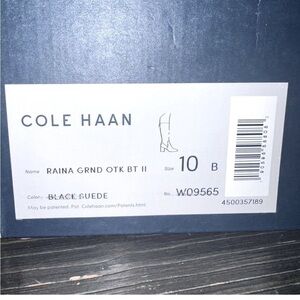 COLE HAAN
Name RAINA GRND OTK BT II Size 10 B
Color BLACK SUEDE No. W09565
May be patented. Pat. Colehaan.com/Patents.html
4500357189